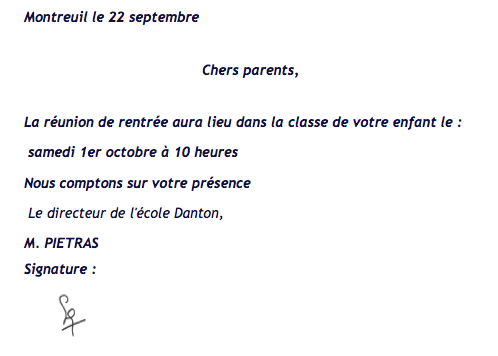 Montreuil le 22 septembre
Chers parents,
La réunion de rentrée aura lieu dans la classe de votre enfant le :
samedi 1er octobre à 10 heures
Nous comptons sur votre présence
Le directeur de l'école Danton,
M. PIETRAS
Signature :